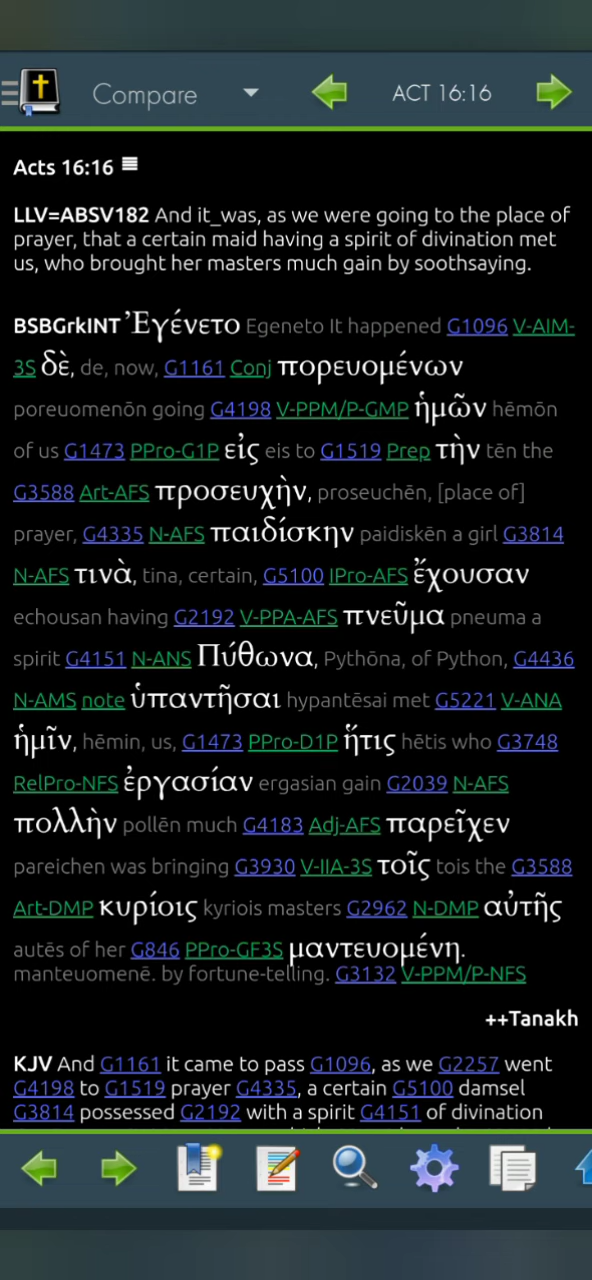 Compare
ACT 16:16
Acts 16:16
LLV=ABSV182 And it_was, as we were going to the place of
prayer, that a certain maid having a spirit of divination met
us, who brought her masters much gain by soothsaying.
BSBGrkINT Ἐγένετο Egeneto It happened G1096 V-AIM-
3S δὲ, de, now, G1161 Conj πορευομένων
poreuomenōn going G4198 V-PPM/P-GMP ἡμῶν hēmōn
of us G1473 PPro-G1P εἰς eis to G1519 Prep τὴν tēn the
G3588 Art-AFS προσευχὴν, proseuchēn, [place of]
prayer, G4335 N-AFS παιδίσκην paidiskēn a girl G3814
N-AFS τινὰ, tina, certain, G5100 IPro-AFS ἔχουσαν
echousan having G2192 V-PPA-AFS πνεῦμα pneuma a
spirit G4151 N-ANS Πύθωνα, Pythōna, of Python, G4436
N-AMS note ὑπαντῆσαι hypantēsai met G5221 V-ANA
ἡμῖν, hēmin, us, G1473 PPro-D1P ἥτις hētis who G3748
RelPro-NFS ἐργασίαν ergasian gain G2039 N-AFS
πολλὴν pollēn much G4183 Adj-AFS παρεῖχεν
pareichen was bringing G3930 V-IIA-3S τοῖς tois the G3588
Art-DMP κυρίοις kyriois masters G2962 N-DMP αὐτῆς
autēs of her G846 PPro-GF3S μαντευομένη.
manteuomenē. by fortune-telling. G3132 V-PPM/P-NFS
++Tanakh
KJV And G1161 it came to pass G1096, as we G2257 went
G4198 to G1519 prayer G4335, a certain G5100 damsel
G3814 possessed G2192 with a spirit G4151 of divination